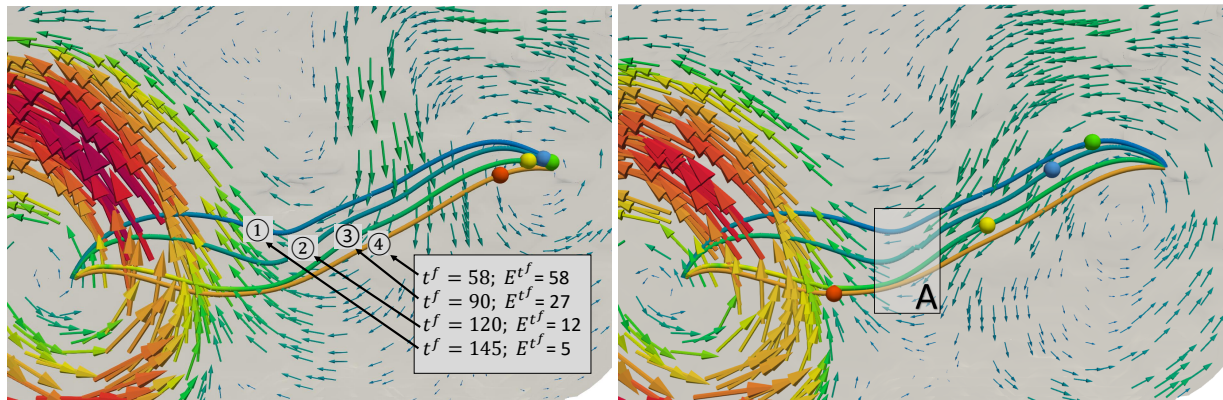 ① ② ③ ④
t^f = 58; E^{t^f} = 58
t^f = 90; E^{t^f} = 27
t^f = 120; E^{t^f} = 12
t^f = 145; E^{t^f} = 5
A